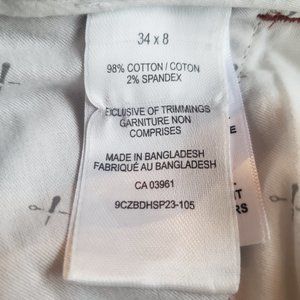 34 x 8
98% COTTON / COTON
2% SPANDEX
EXCLUSIVE OF TRIMMINGS
GARNITURE NON
COMPRISES
MADE IN BANGLADESH
FABRIQUÉ AU BANGLADESH
CA 03961
9CZBDHSP23-105